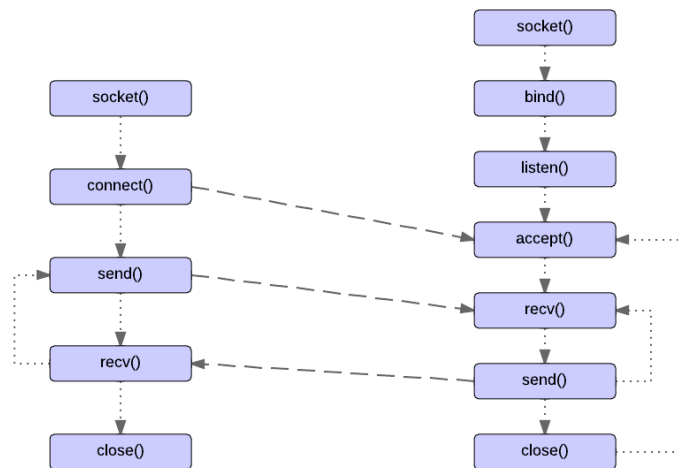 socket()
connect()
send()
recv()
close()
socket()
bind()
listen()
accept()
recv()
send()
close()